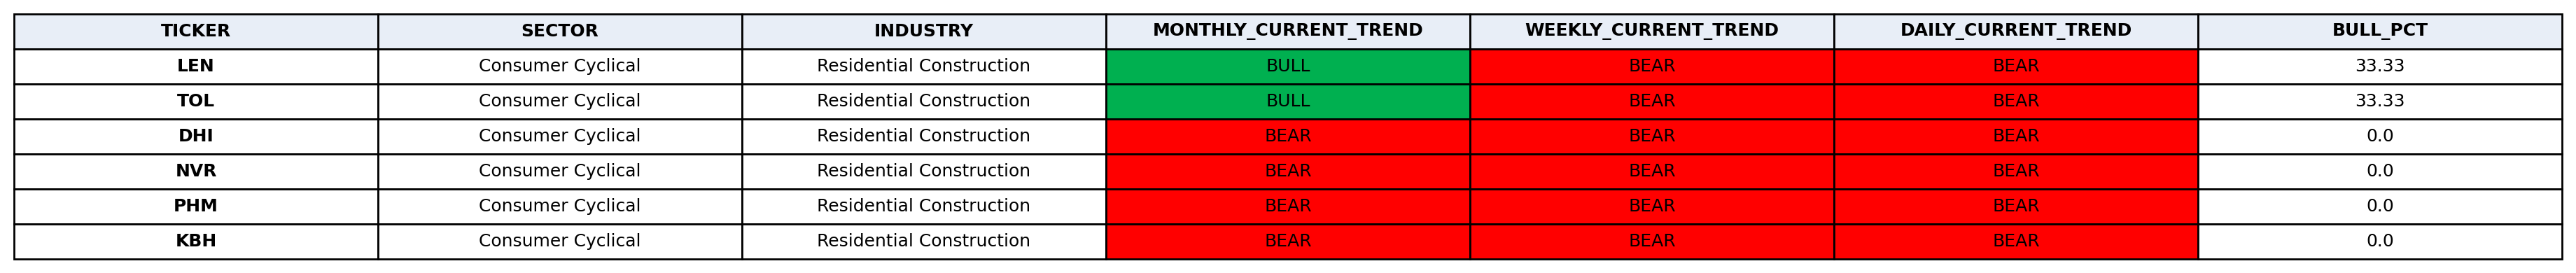 TICKER SECTOR INDUSTRY MONTHLY_CURRENT_TREND WEEKLY_CURRENT_TREND DAILY_CURRENT_TREND BULL_PCT
LEN Consumer Cyclical Residential Construction BULL BEAR BEAR 33.33
TOL Consumer Cyclical Residential Construction BULL BEAR BEAR 33.33
DHI Consumer Cyclical Residential Construction BEAR BEAR BEAR 0.0
NVR Consumer Cyclical Residential Construction BEAR BEAR BEAR 0.0
PHM Consumer Cyclical Residential Construction BEAR BEAR BEAR 0.0
KBH Consumer Cyclical Residential Construction BEAR BEAR BEAR 0.0